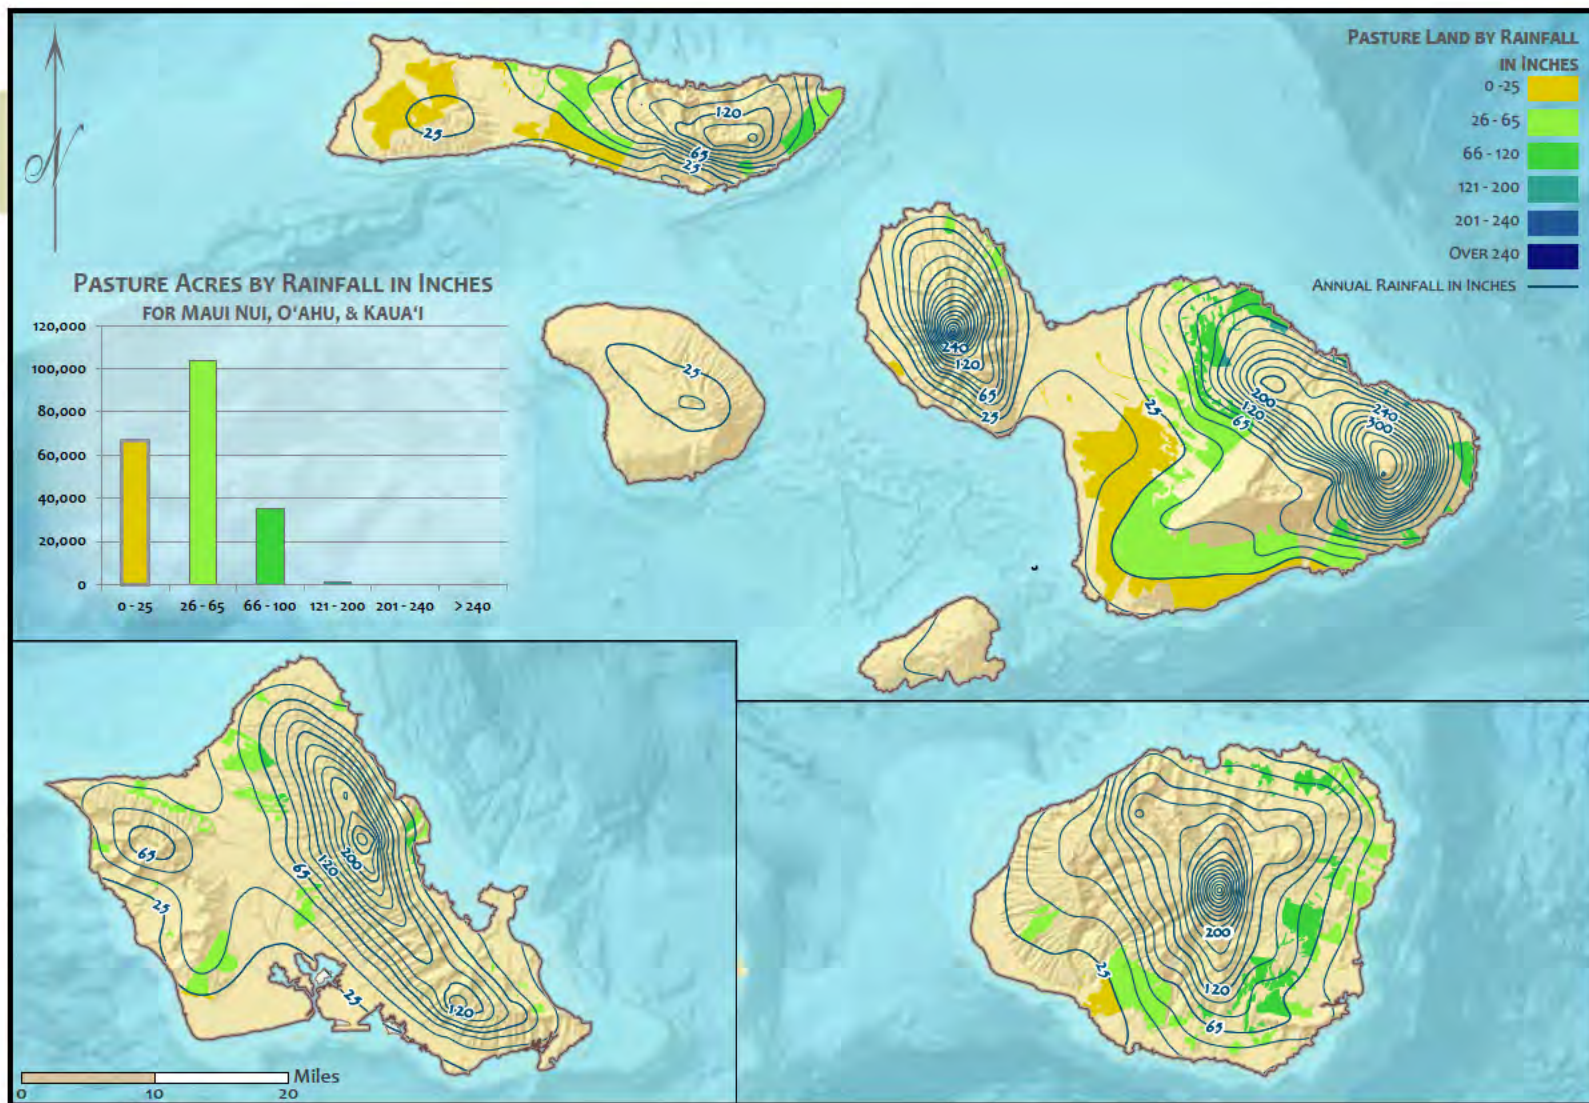 N
PASTURE LAND BY RAINFALL
IN INCHES
0 -25
26 - 65
66 - 120
121 - 200
201 - 240
OVER 240
ANNUAL RAINFALL IN INCHES
25
120
65
25
PASTURE ACRES BY RAINFALL IN INCHES
FOR MAUI NUI, O‘AHU, & KAUA‘I
120,000
100,000
80,000
60,000
40,000
20,000
0
0 - 25
26 - 65
66 - 100
121 - 200
201 - 240
> 240
25
240
120
65
25
25
200
120
65
240
300
65
25
65
120
200
25
120
Miles
0
10
20
200
25
120
65